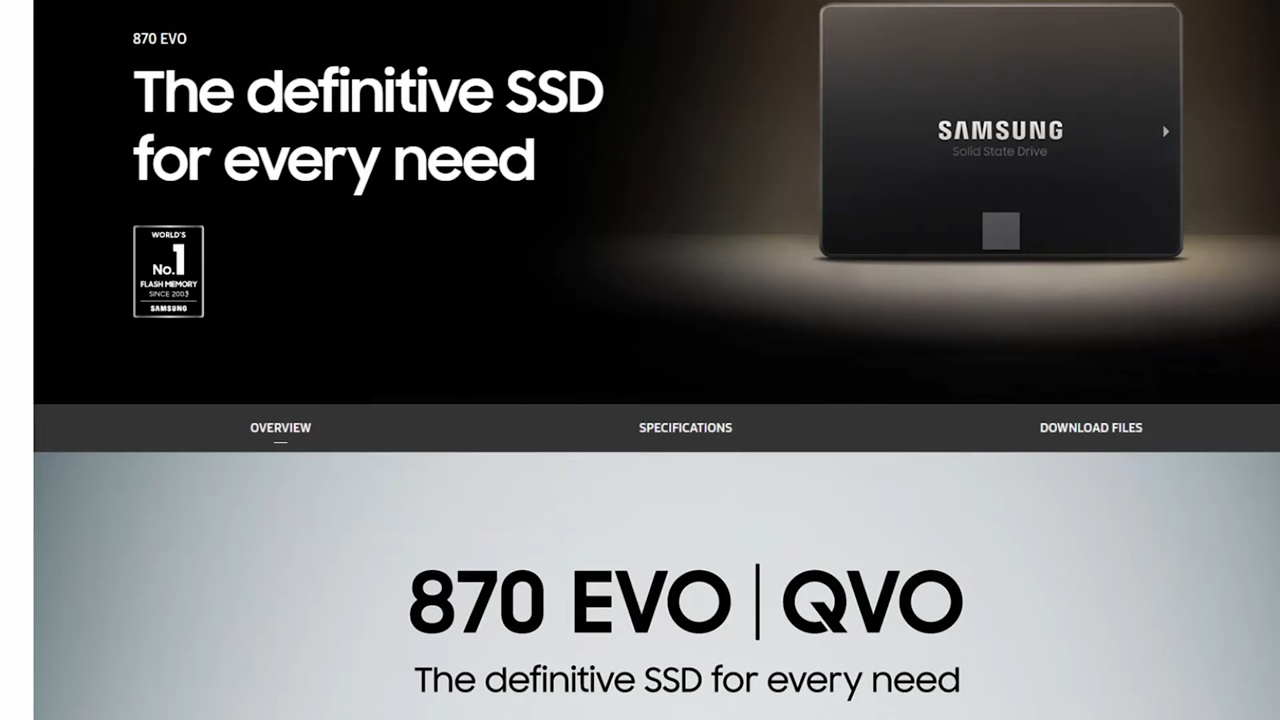 870 EVO
The definitive SSD
for every need
SAMSUNG
Solid State Drive
WORLD'S
No.1
FLASH MEMORY
SINCE 2003
SAMSUNG
OVERVIEW
SPECIFICATIONS
DOWNLOAD FILES
870 EVO | QVO
The definitive SSD for every need